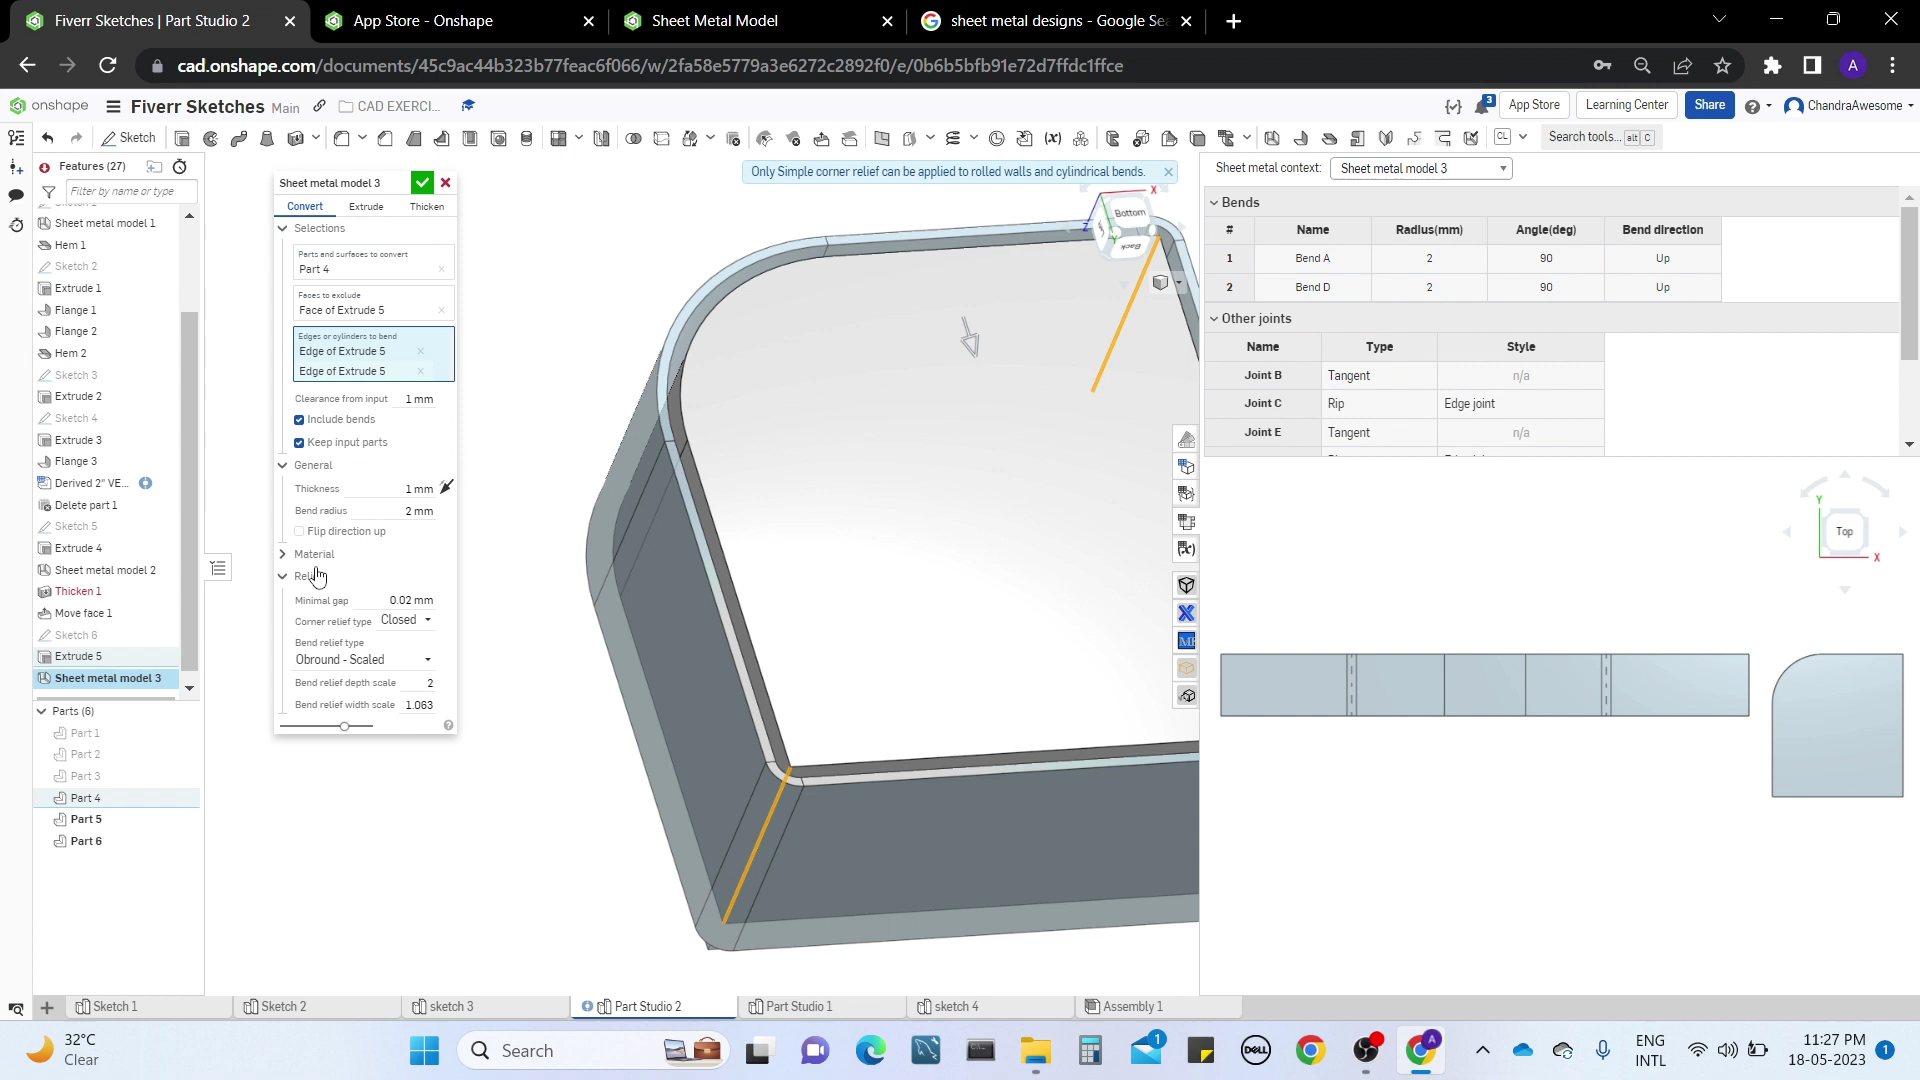 Fiverr Sketches | Part Studio 2
App Store - Onshape
Sheet Metal Model
sheet metal designs - Google Sea
cad.onshape.com/documents/45c9ac44b323b77feac6f066/w/2fa58e5779a3e6272c2892f0/e/0b6b5bfb91e72d7ffdc1ffce
A
onshape
Fiverr Sketches Main
CAD EXERCI...
3
App Store
Learning Center
Share
ChandraAwesome
Sketch
CL
Search tools... alt C
Features (27)
Filter by name or type
Sheet metal model 1
Hem 1
Sketch 2
Extrude 1
Flange 1
Flange 2
Hem 2
Sketch 3
Extrude 2
Sketch 4
Extrude 3
Flange 3
Derived 2" VE...
Delete part 1
Sketch 5
Extrude 4
Sheet metal model 2
Thicken 1
Move face 1
Sketch 6
Extrude 5
Sheet metal model 3
Parts (6)
Part 1
Part 2
Part 3
Part 4
Part 5
Part 6
Sheet metal model 3
Convert
Extrude
Thicken
Selections
Parts and surfaces to convert
Part 4
Faces to exclude
Face of Extrude 5
Edges or cylinders to bend
Edge of Extrude 5
Edge of Extrude 5
Clearance from input 1 mm
Include bends
Keep input parts
General
Thickness 1 mm
Bend radius 2 mm
Flip direction up
Material
Minimal gap 0.02 mm
Corner relief type Closed
Bend relief type
Obround - Scaled
Bend relief depth scale 2
Bend relief width scale 1.063
Only Simple corner relief can be applied to rolled walls and cylindrical bends.
X
Z
Y
Bottom
Back
Sheet metal context: Sheet metal model 3
Bends
# Name Radius(mm) Angle(deg) Bend direction
1 Bend A 2 90 Up
2 Bend D 2 90 Up
Other joints
Name Type Style
Joint B Tangent n/a
Joint C Rip Edge joint
Joint E Tangent n/a
Y
Top
X
Sketch 1
Sketch 2
sketch 3
Part Studio 2
Part Studio 1
sketch 4
Assembly 1
32°C
Clear
Search
DELL
1
A
ENG
INTL
11:27 PM
18-05-2023
1